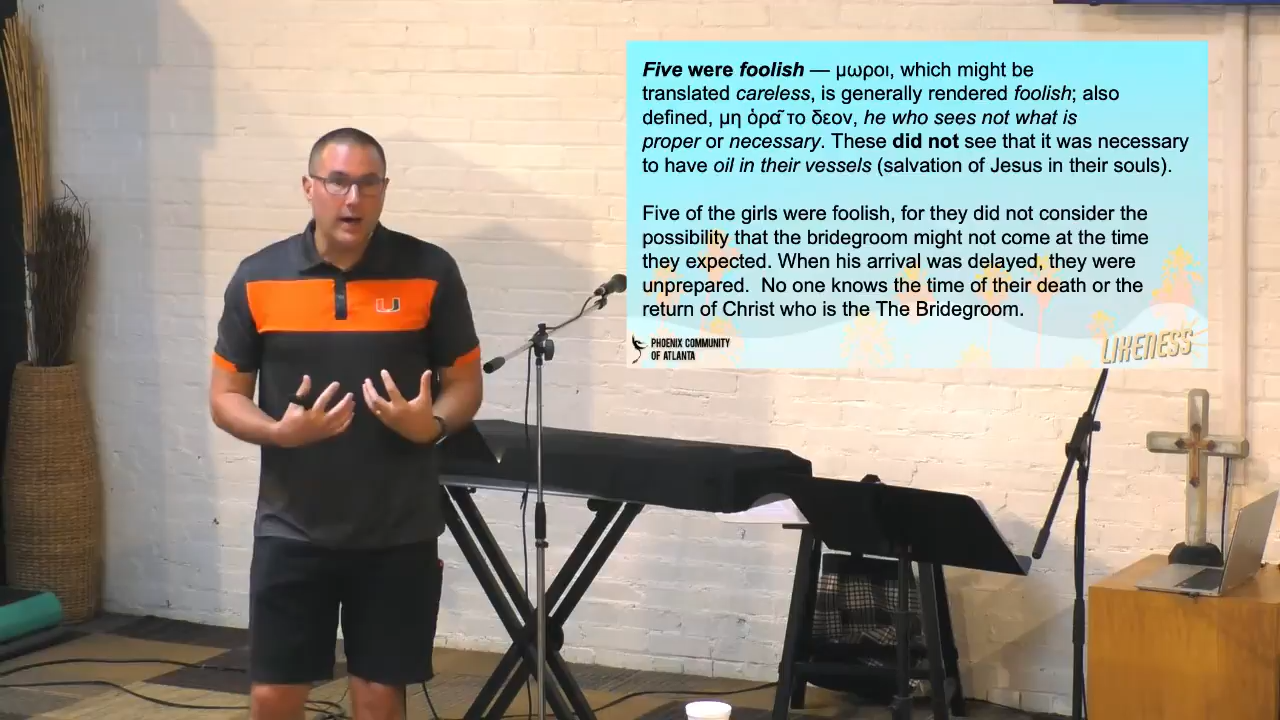 Five were foolish — μωροι, which might be
translated careless, is generally rendered foolish; also
defined, μη ὁρᾶ το δεον, he who sees not what is
proper or necessary. These did not see that it was necessary
to have oil in their vessels (salvation of Jesus in their souls).
Five of the girls were foolish, for they did not consider the
possibility that the bridegroom might not come at the time
they expected. When his arrival was delayed, they were
unprepared.  No one knows the time of their death or the
return of Christ who is the The Bridegroom.
PHOENIX COMMUNITY
OF ATLANTA
LIKENESS
U